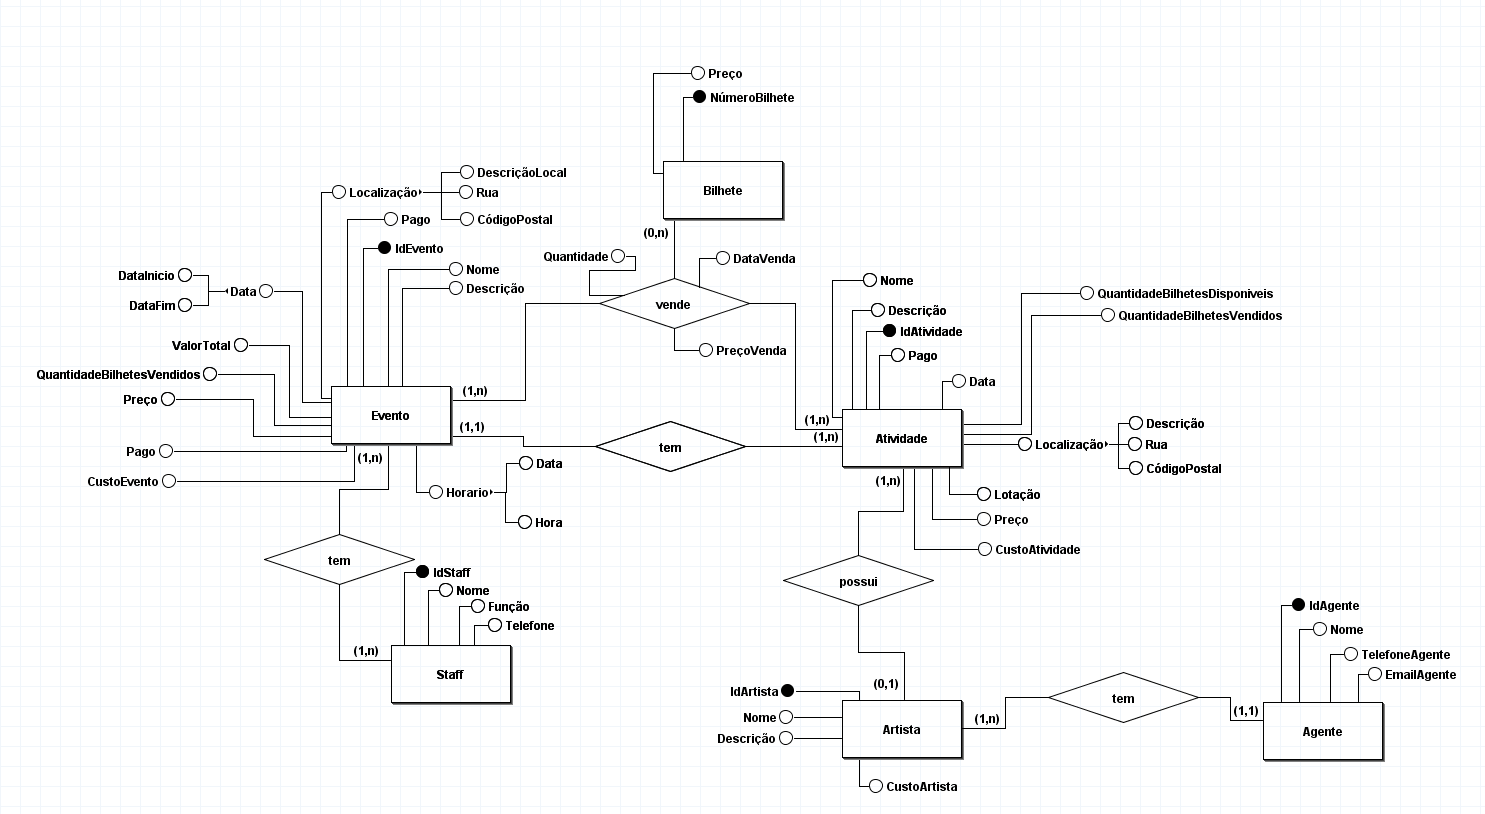 Preço
NúmeroBilhete
Bilhete
(0,n)
DescriçãoLocal
Localização
Rua
CódigoPostal
Pago
IdEvento
Nome
Descrição
DataInicio
Data
DataFim
ValorTotal
QuantidadeBilhetesVendidos
Preço
Pago
CustoEvento
Evento
(1,n)
(1,1)
(1,n)
Horario
Data
Hora
Quantidade
DataVenda
vende
PreçoVenda
tem
Nome
Descrição
IdAtividade
Pago
Data
QuantidadeBilhetesDisponiveis
QuantidadeBilhetesVendidos
(1,n)
(1,n)
Atividade
Localização
Descrição
Rua
CódigoPostal
(1,n)
Lotação
Preço
CustoAtividade
tem
IdStaff
Nome
Função
Telefone
(1,n)
Staff
possui
(0,1)
IdArtista
Nome
Descrição
Artista
CustoArtista
(1,n)
tem
(1,1)
IdAgente
Nome
TelefoneAgente
EmailAgente
Agente